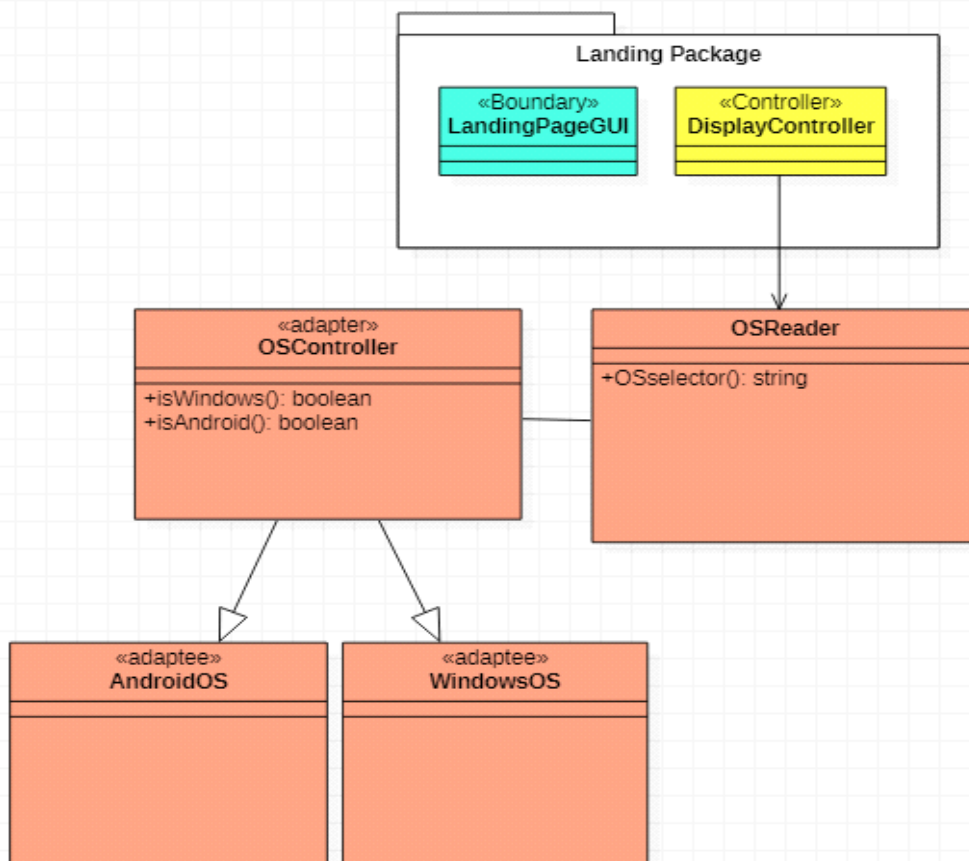 Landing Package
«Boundary»
LandingPageGUI
«Controller»
DisplayController
«adapter»
OSController
+isWindows(): boolean
+isAndroid(): boolean
OSReader
+OSselector(): string
«adaptee»
AndroidOS
«adaptee»
WindowsOS